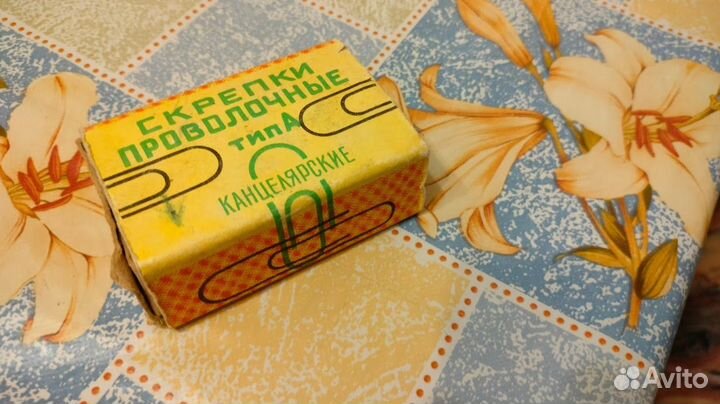 СКРЕПКИ
ПРОВОЛОЧНЫЕ
ТИПА
КАНЦЕЛЯРСКИЕ
Avito